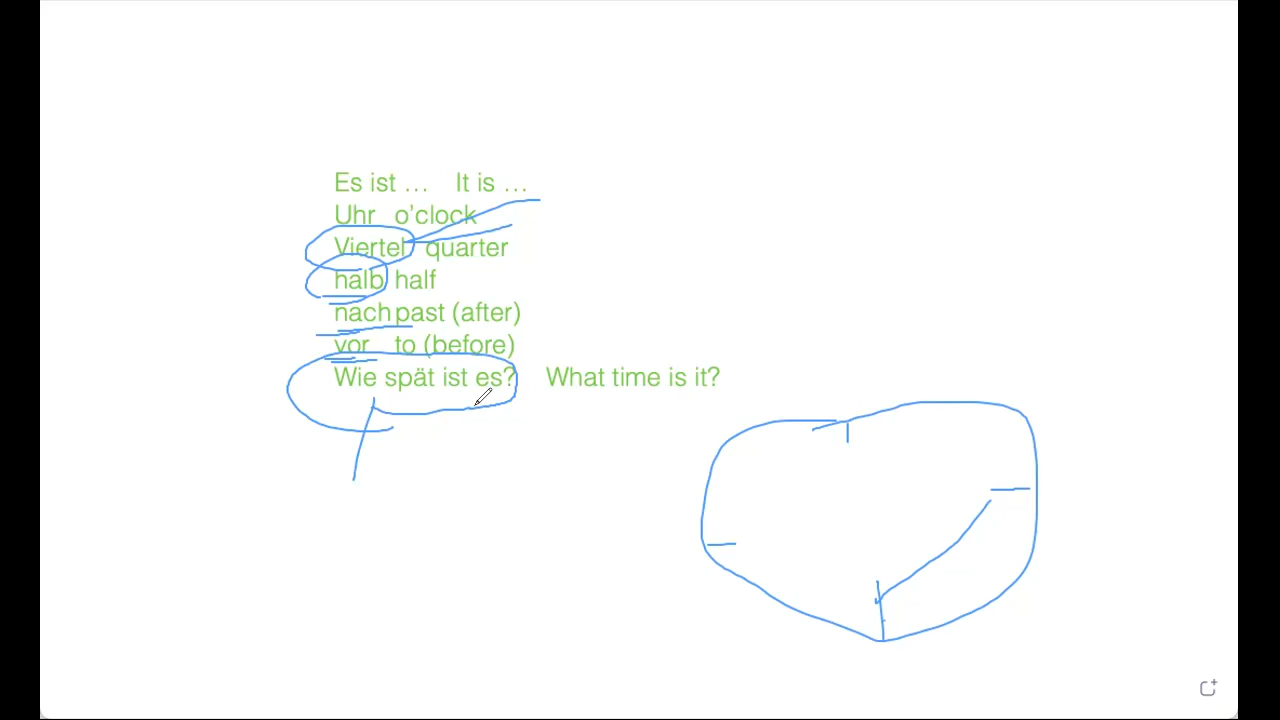 Es ist … It is …
Uhr o’clock
Viertel quarter
halb half
nach past (after)
vor to (before)
Wie spät ist es? What time is it?